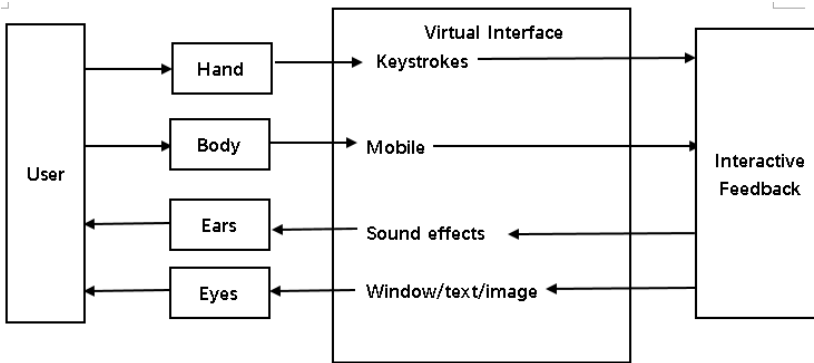 Virtual Interface
Hand
Keystrokes
Body
Mobile
User
Interactive
Feedback
Ears
Sound effects
Eyes
Window/text/image